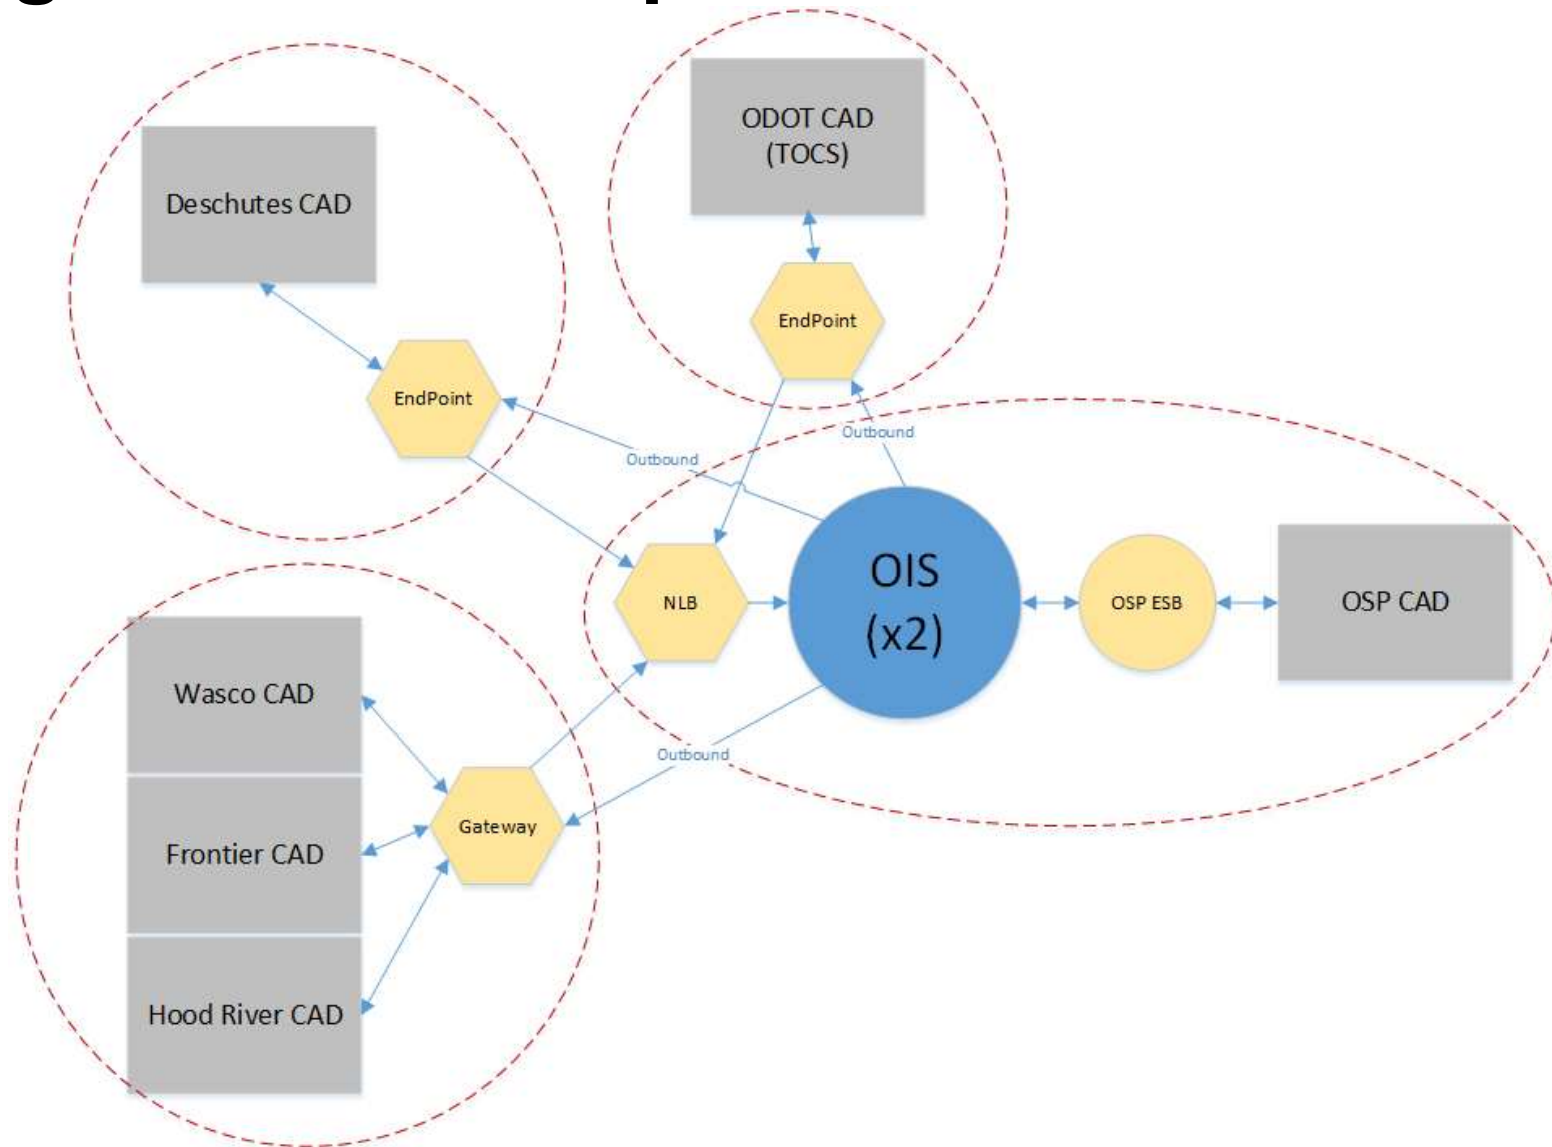 ODOT CAD
(TOCS)
Deschutes CAD
EndPoint
EndPoint
Outbound
Outbound
OIS
(x2)
NLB
OSP ESB
OSP CAD
Wasco CAD
Outbound
Gateway
Frontier CAD
Hood River CAD